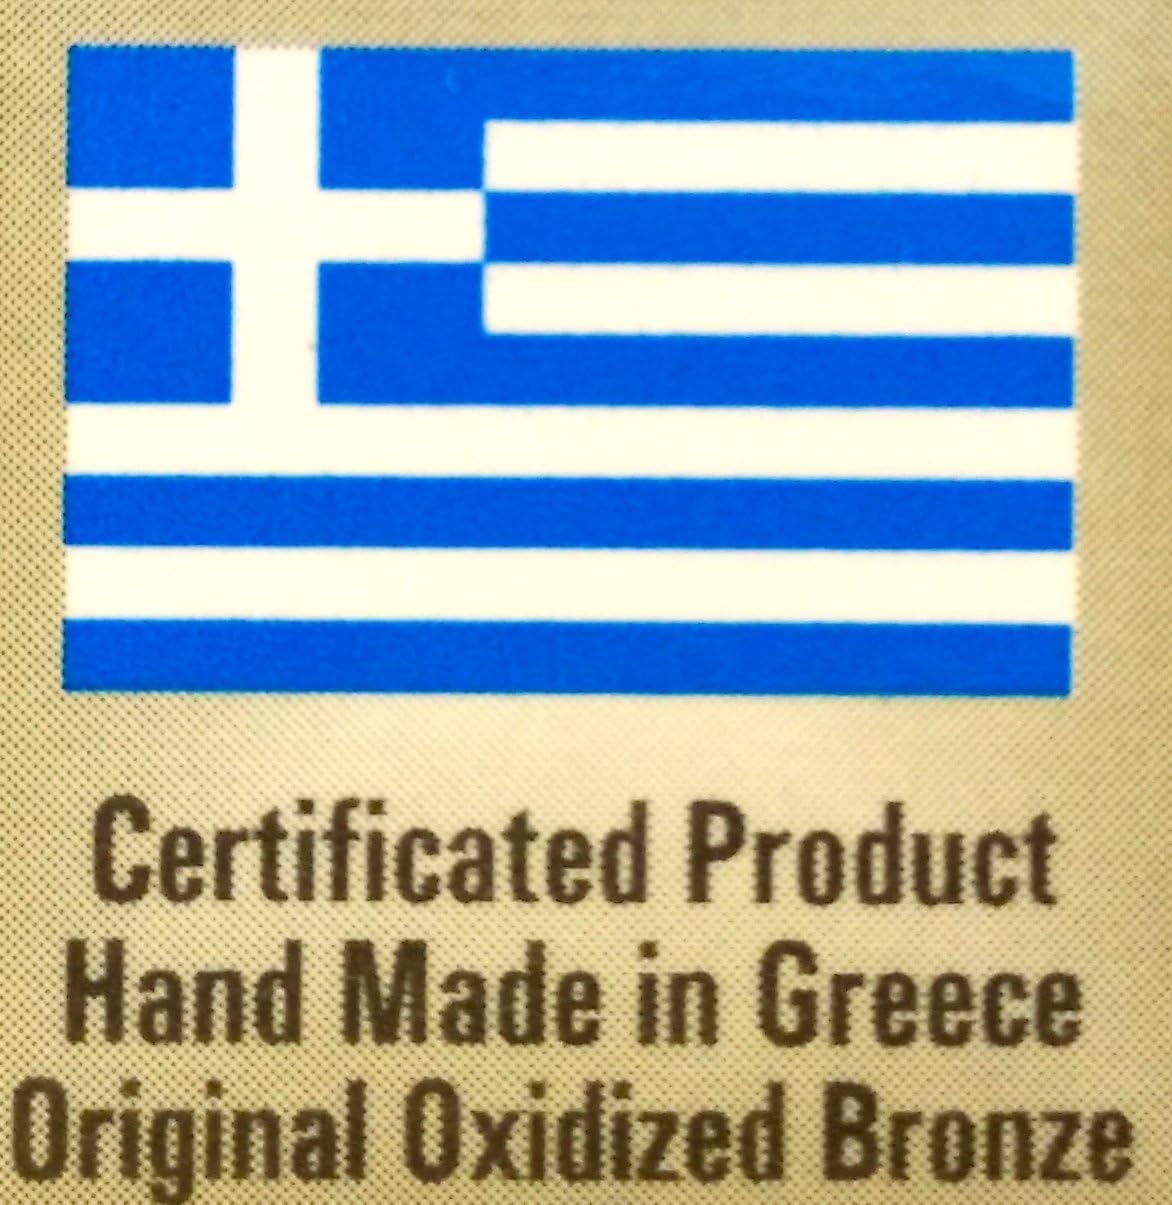 Certificated Product
Hand Made in Greece
Original Oxidized Bronze